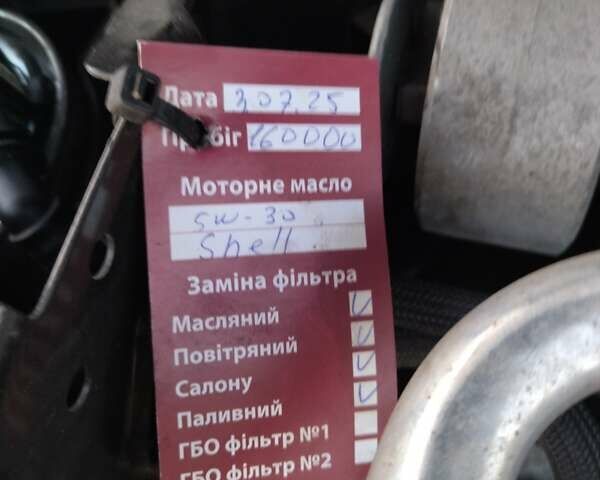 Дата 3.07.25
Пробіг 160000
Моторне масло
5W-30
Shell
Заміна фільтра
Масляний
Повітряний
Салону
Паливний
ГБО фільтр №1
ГБО фільтр №2